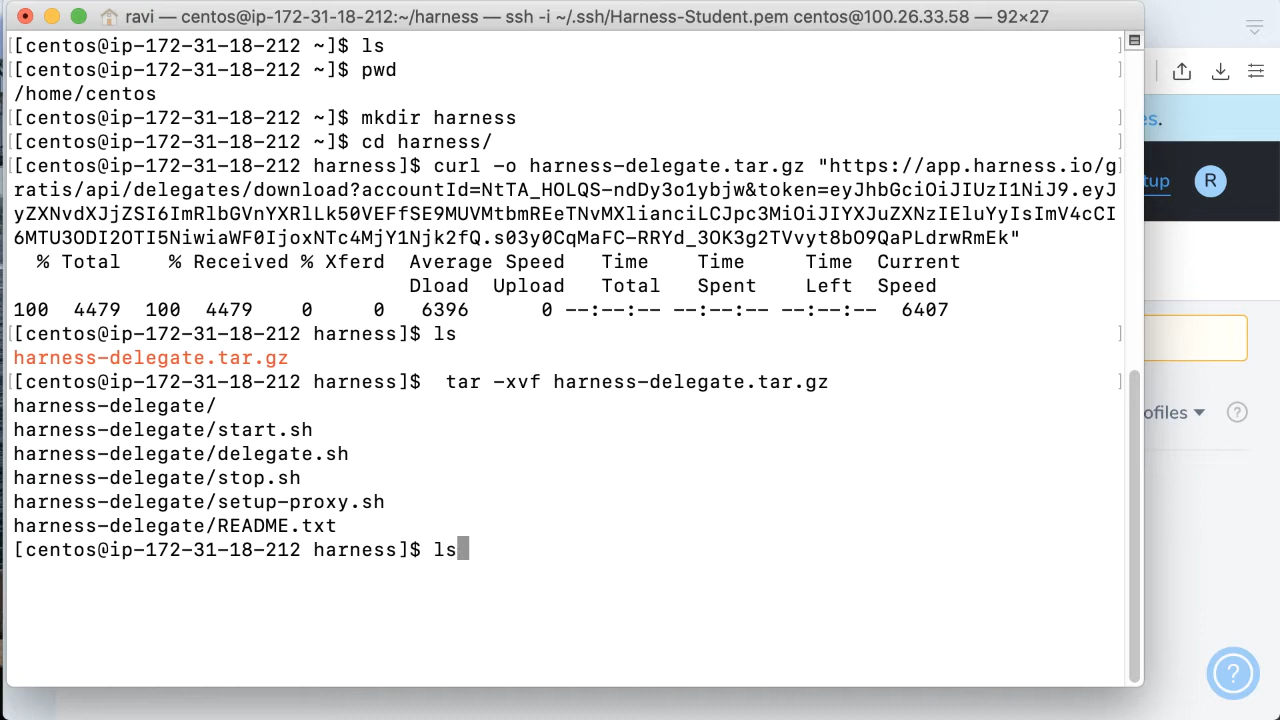 ravi — centos@ip-172-31-18-212:~/harness — ssh -i ~/.ssh/Harness-Student.pem centos@100.26.33.58 — 92×27
[[centos@ip-172-31-18-212 ~]$ ls ]
[[centos@ip-172-31-18-212 ~]$ pwd ]
/home/centos
[[centos@ip-172-31-18-212 ~]$ mkdir harness ]
[[centos@ip-172-31-18-212 ~]$ cd harness/ ]
[[centos@ip-172-31-18-212 harness]$ curl -o harness-delegate.tar.gz "https://app.harness.io/g]
ratis/api/delegates/download?accountId=NtTA_HOLQS-ndDy3o1ybjw&token=eyJhbGciOiJIUzI1NiJ9.eyJ
yZXNvdXJjZSI6ImRlbGVnYXRlLk50VEFfSE9MUVMtbmREeTNvMXlianciLCJpc3MiOiJIYXJuZXNzIEluYyIsImV4cCI
6MTU3ODI2OTI5NiwiaWF0IjoxNTc4MjY1Njk2fQ.s03y0CqMaFC-RRYd_3OK3g2TVvyt8bO9QaPLdrwRmEk"
% Total % Received % Xferd Average Speed Time Time Time Current
Dload Upload Total Spent Left Speed
100 4479 100 4479 0 0 6396 0 --:--:-- --:--:-- --:--:-- 6407
[[centos@ip-172-31-18-212 harness]$ ls ]
harness-delegate.tar.gz
[[centos@ip-172-31-18-212 harness]$  tar -xvf harness-delegate.tar.gz ]
harness-delegate/
harness-delegate/start.sh
harness-delegate/delegate.sh
harness-delegate/stop.sh
harness-delegate/setup-proxy.sh
harness-delegate/README.txt
[centos@ip-172-31-18-212 harness]$ ls
es.
tup
R
ofiles
?
?